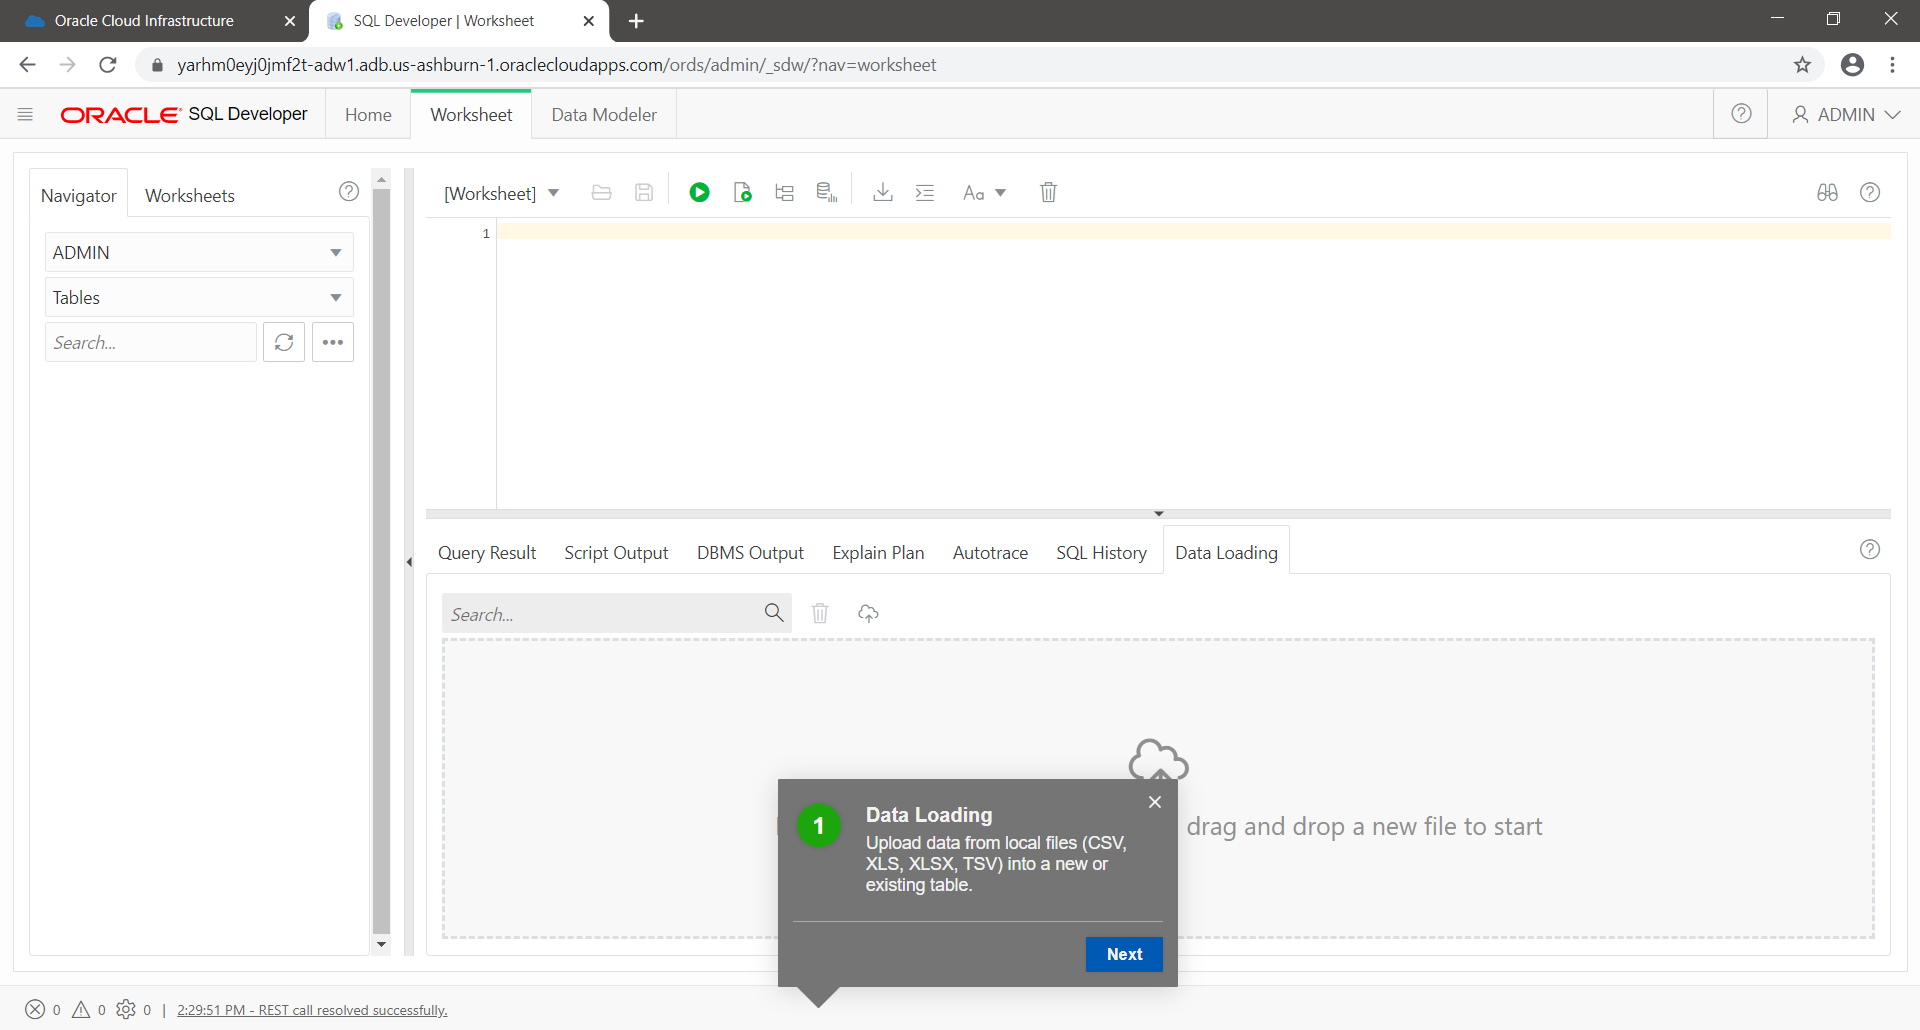 Oracle Cloud Infrastructure
SQL Developer | Worksheet
yarhm0eyj0jmf2t-adw1.adb.us-ashburn-1.oraclecloudapps.com/ords/admin/_sdw/?nav=worksheet
ORACLE SQL Developer
Home
Worksheet
Data Modeler
ADMIN
Navigator
Worksheets
ADMIN
Tables
Search...
[Worksheet]
Aa
1
Query Result
Script Output
DBMS Output
Explain Plan
Autotrace
SQL History
Data Loading
Search...
drag and drop a new file to start
1
Data Loading
Upload data from local files (CSV,
XLS, XLSX, TSV) into a new or
existing table.
Next
0
0
0
| 2:29:51 PM - REST call resolved successfully.